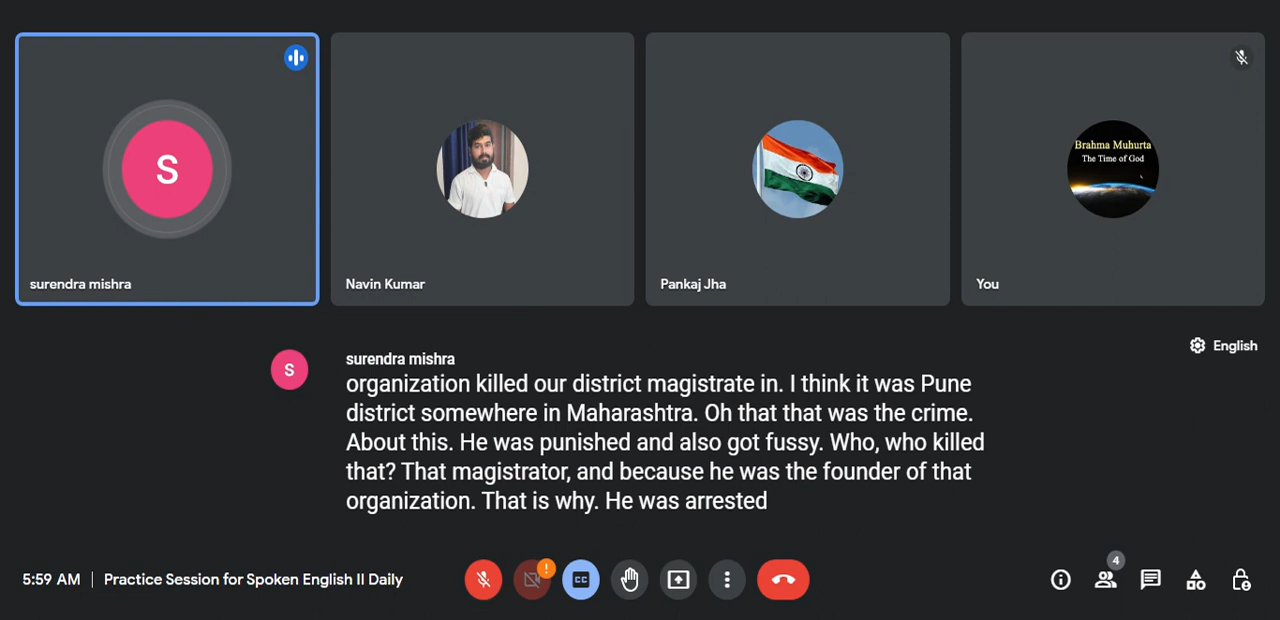 S
surendra mishra
Navin Kumar
Pankaj Jha
Brahma Muhurta
The Time of God
You
English
S
surendra mishra
organization killed our district magistrate in. I think it was Pune
district somewhere in Maharashtra. Oh that that was the crime.
About this. He was punished and also got fussy. Who, who killed
that? That magistrator, and because he was the founder of that
organization. That is why. He was arrested
5:59 AM | Practice Session for Spoken English II Daily
!
CC
4